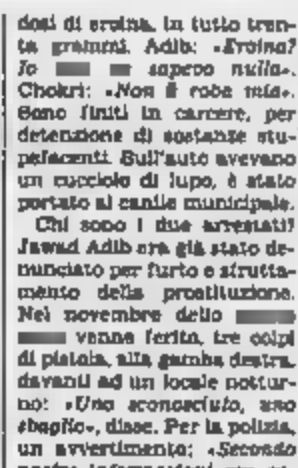 dosi di eroina, in tutto tren-
ta grammi. Adib: «Eroina?
Io sapevo nulla».
Chokri: «Non è roba mia».
Sono finiti in carcere, per
detenzione di sostanze stu-
pefacenti. Sull'auto avevano
un cucciolo di lupo, è stato
portato al canile municipale.
Chi sono i due arrestati?
Jawad Adib era già stato de-
nunciato per furto e sfrutta-
mento della prostituzione.
Nel novembre dello
venne ferito, tre colpi
di pistola, alla gamba destra,
davanti ad un locale nottur-
no: «Uno sconosciuto, uno
sbaglio», disse. Per la polizia,
un avvertimento: «Secondo